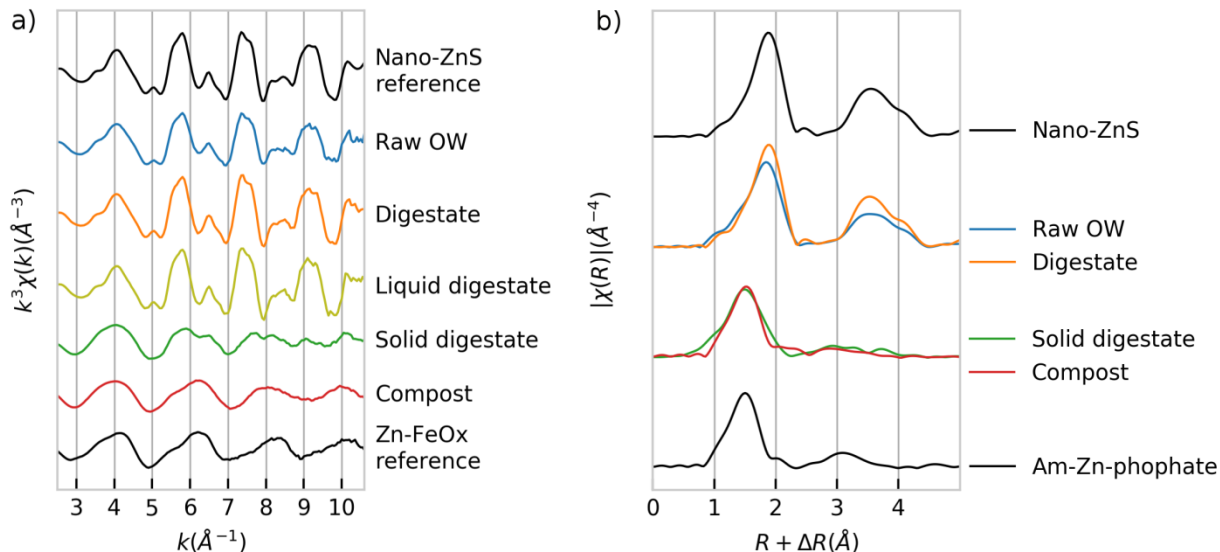 a)
k³χ(k)(Å⁻³)
Nano-ZnS
reference
Raw OW
Digestate
Liquid digestate
Solid digestate
Compost
Zn-FeOx
reference
3 4 5 6 7 8 9 10
k(Å⁻¹)
b)
|χ(R)|(Å⁻⁴)
Nano-ZnS
Raw OW
Digestate
Solid digestate
Compost
Am-Zn-phophate
0 1 2 3 4
R + ΔR(Å)